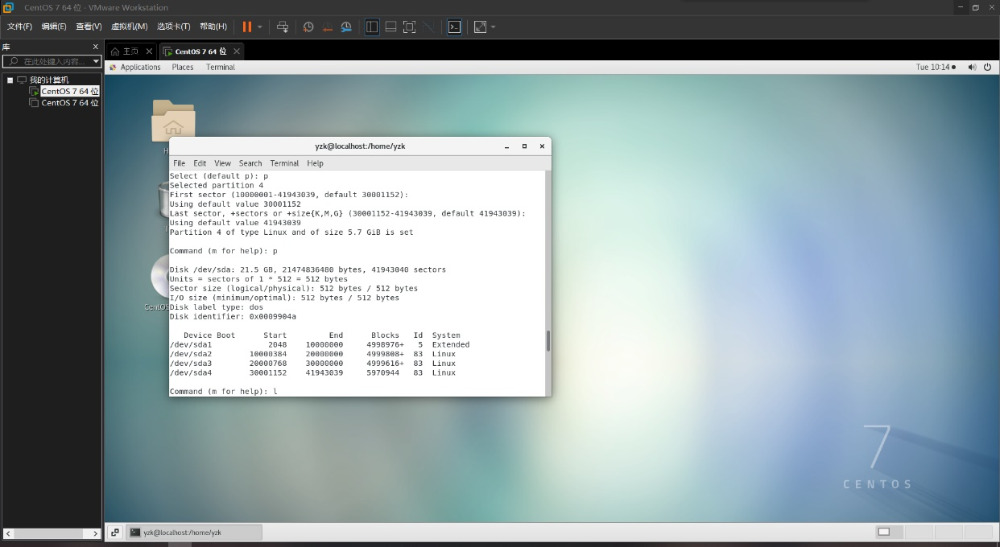 CentOS 7 64 位 - VMware Workstation
文件(F) 编辑(E) 查看(V) 虚拟机(M) 选项卡(T) 帮助(H)
库
在此处键入内容...
我的计算机
CentOS 7 64 位
CentOS 7 64 位
主页
CentOS 7 64 位
Applications Places Terminal
Tue 10:14
yzk@localhost:/home/yzk
File Edit View Search Terminal Help
Select (default p): p
Selected partition 4
First sector (10000001-41943039, default 30001152):
Using default value 30001152
Last sector, +sectors or +size{K,M,G} (30001152-41943039, default 41943039):
Using default value 41943039
Partition 4 of type Linux and of size 5.7 GiB is set
Command (m for help): p
Disk /dev/sda: 21.5 GB, 21474836480 bytes, 41943040 sectors
Units = sectors of 1 * 512 = 512 bytes
Sector size (logical/physical): 512 bytes / 512 bytes
I/O size (minimum/optimal): 512 bytes / 512 bytes
Disk label type: dos
Disk identifier: 0x0009904a
Device Boot Start End Blocks Id System
/dev/sda1 2048 10000000 4998976+ 5 Extended
/dev/sda2 10000384 20000000 4999808+ 83 Linux
/dev/sda3 20000768 30000000 4999616+ 83 Linux
/dev/sda4 30001152 41943039 5970944 83 Linux
Command (m for help): l
CentOS
7
CENTOS
yzk@localhost:/home/yzk